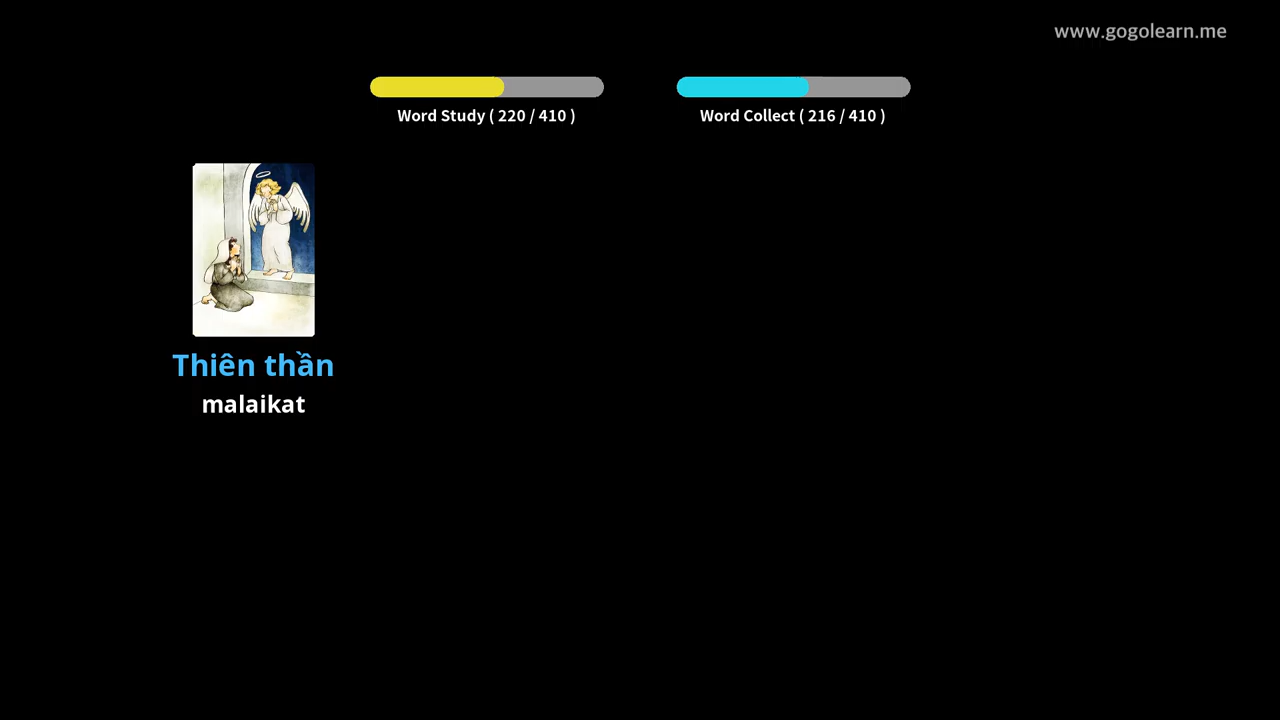 www.gogolearn.me
Word Study ( 220 / 410 )
Word Collect ( 216 / 410 )
Thiên thần
malaikat